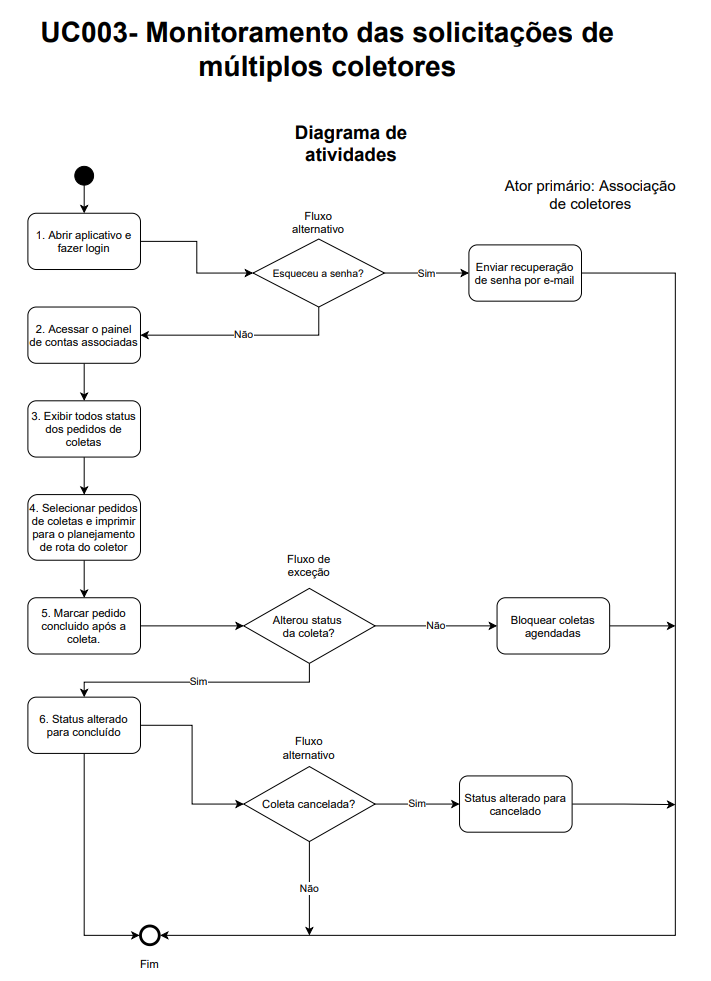 UC003- Monitoramento das solicitações de
múltiplos coletores
Diagrama de
atividades
Ator primário: Associação
de coletores
1. Abrir aplicativo e
fazer login
Fluxo
alternativo
Esqueceu a senha?
Sim
Enviar recuperação
de senha por e-mail
Não
2. Acessar o painel
de contas associadas
3. Exibir todos status
dos pedidos de
coletas
4. Selecionar pedidos
de coletas e imprimir
para o planejamento
de rota do coletor
5. Marcar pedido
concluido após a
coleta.
Fluxo de
exceção
Alterou status
da coleta?
Não
Bloquear coletas
agendadas
Sim
6. Status alterado
para concluído
Fluxo
alternativo
Coleta cancelada?
Sim
Status alterado para
cancelado
Não
Fim